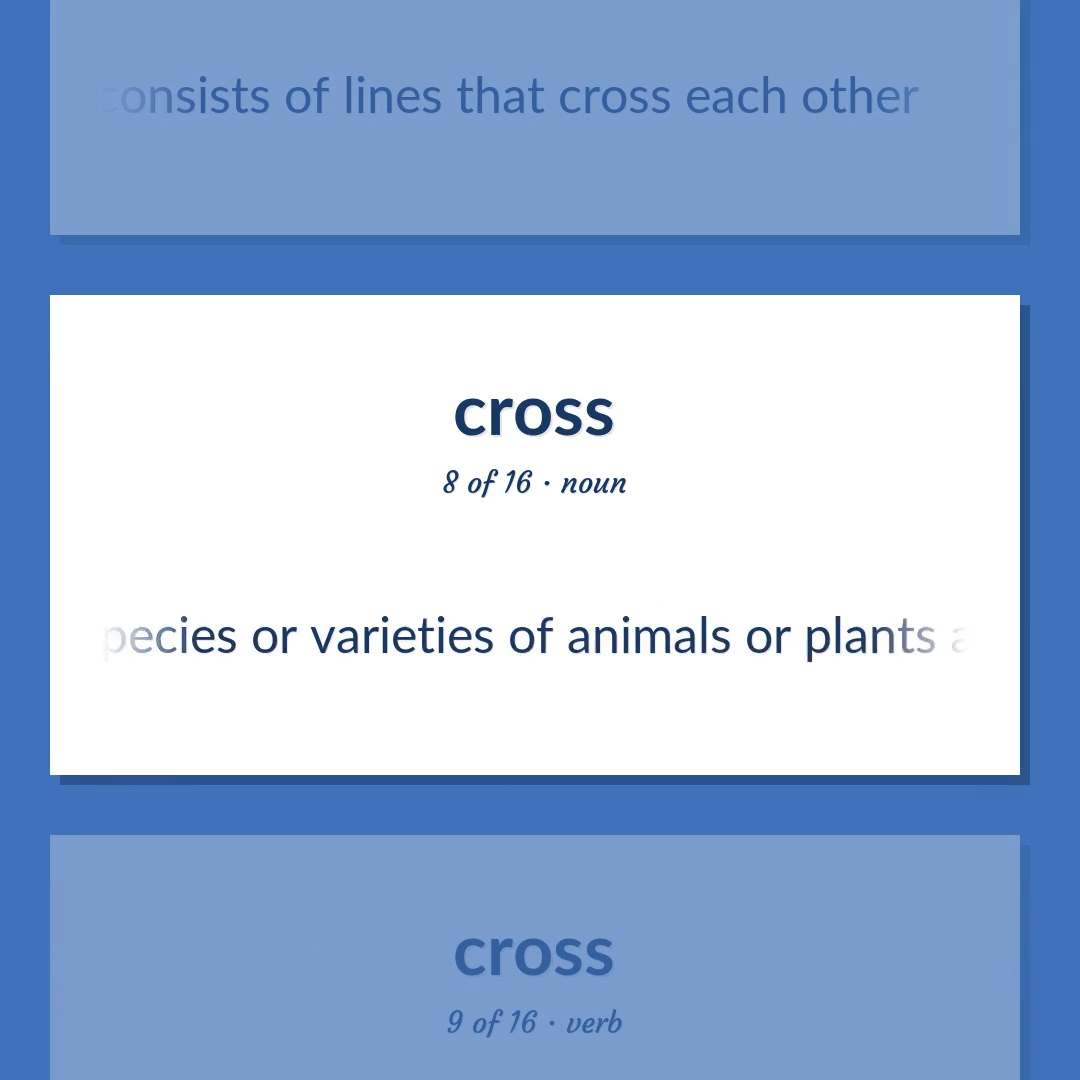 consists of lines that cross each other
cross
8 of 16 · noun
pecies or varieties of animals or plants a
cross
9 of 16 · verb